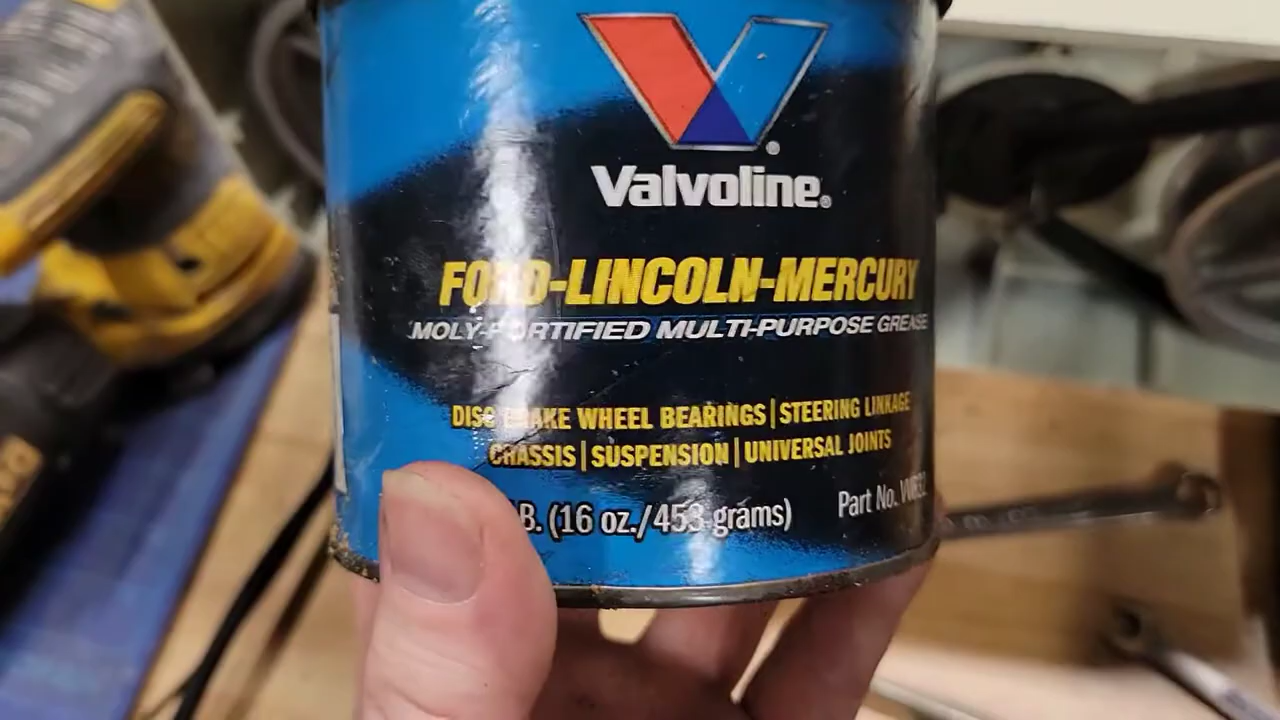 Valvoline®
FORD-LINCOLN-MERCURY
MOLY-FORTIFIED MULTI-PURPOSE GREASE
DISC BRAKE WHEEL BEARINGS | STEERING LINKAGE
CHASSIS | SUSPENSION | UNIVERSAL JOINTS
B. (16 oz./453 grams)
Part No.